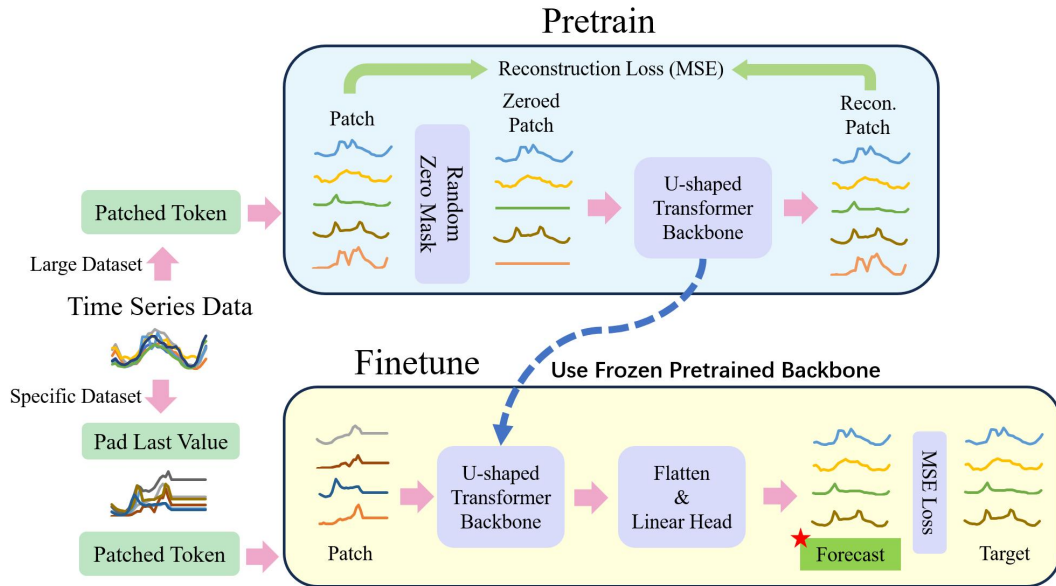 Pretrain
Reconstruction Loss (MSE)
Patch
Random
Zero Mask
Zeroed
Patch
U-shaped
Transformer
Backbone
Recon.
Patch
Patched Token
Large Dataset
Time Series Data
Specific Dataset
Pad Last Value
Patched Token
Finetune
Use Frozen Pretrained Backbone
Patch
U-shaped
Transformer
Backbone
Flatten
&
Linear Head
Forecast
MSE Loss
Target